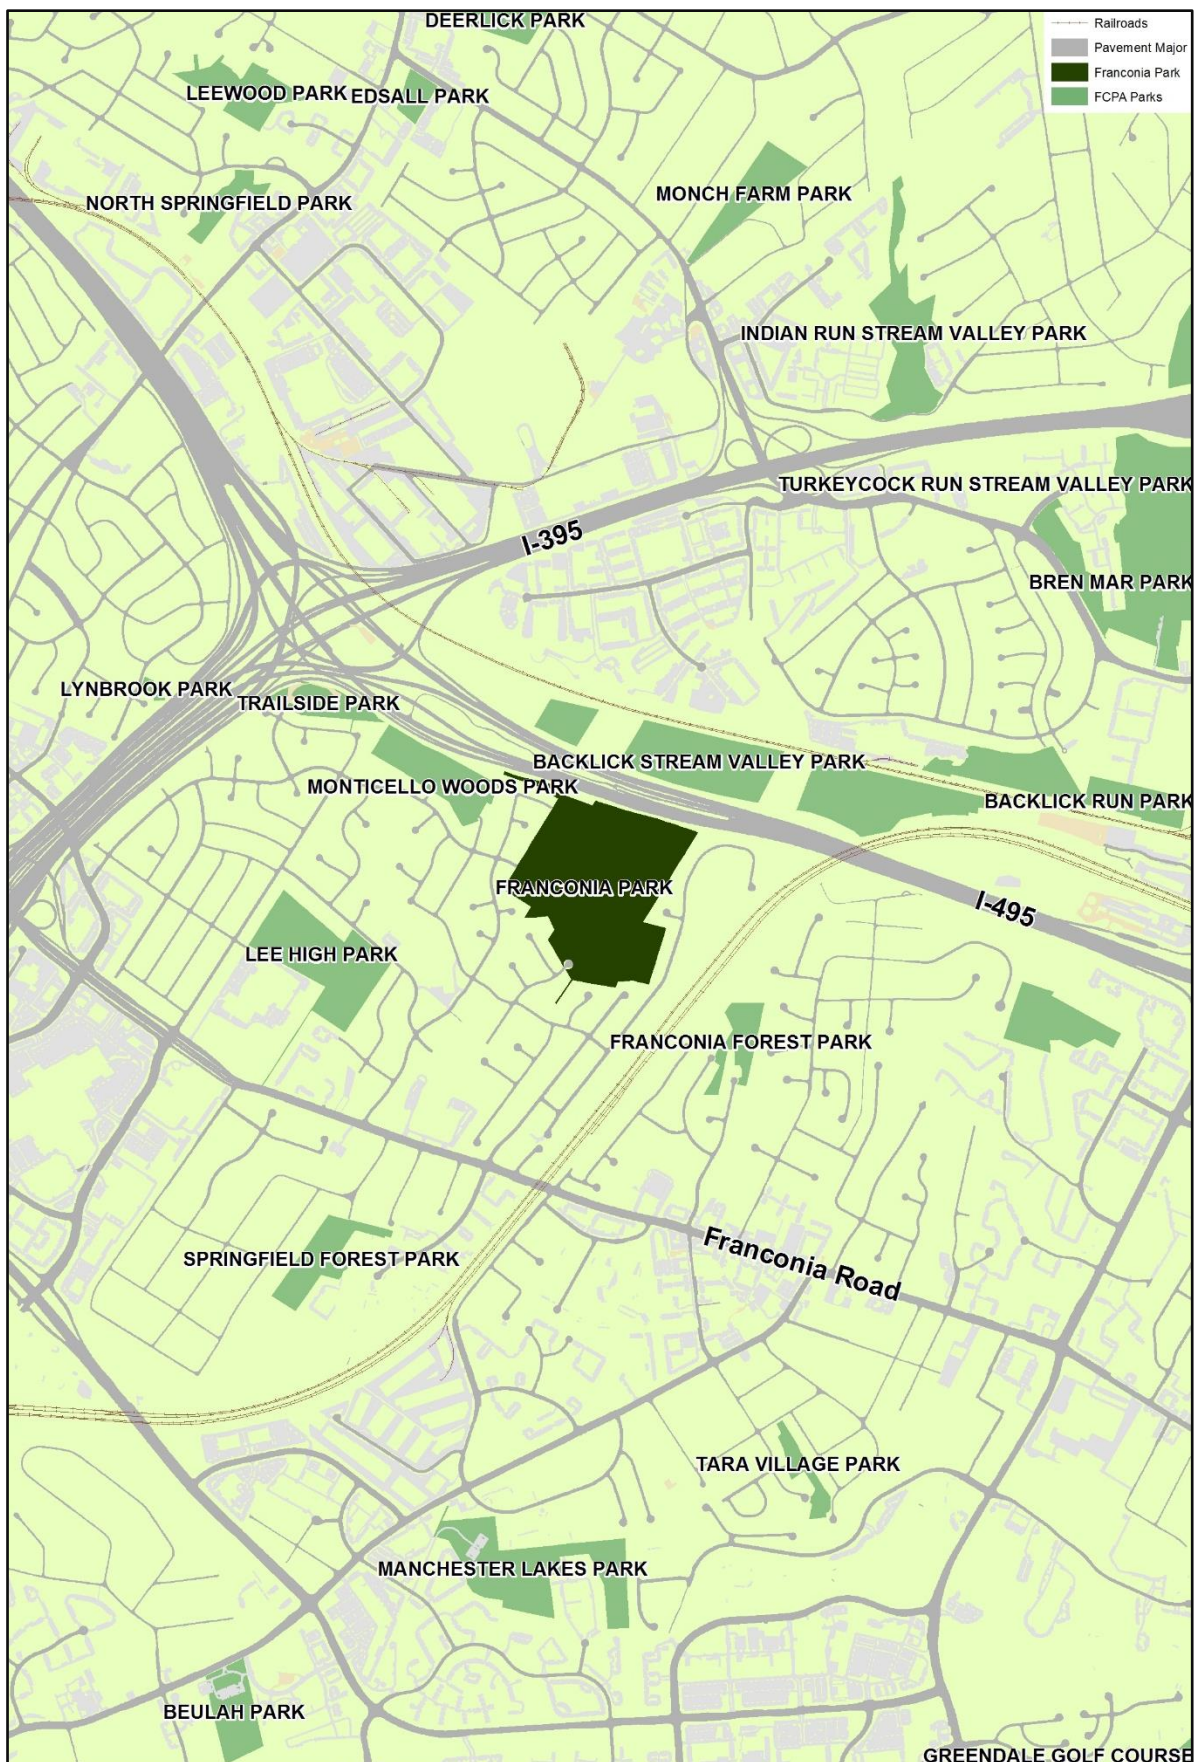 DEERLICK PARK
Railroads
Pavement Major
Franconia Park
FCPA Parks
LEEWOOD PARK
EDSALL PARK
MONCH FARM PARK
NORTH SPRINGFIELD PARK
INDIAN RUN STREAM VALLEY PARK
TURKEYCOCK RUN STREAM VALLEY PARK
I-395
BREN MAR PARK
LYNBROOK PARK
TRAILSIDE PARK
BACKLICK STREAM VALLEY PARK
MONTICELLO WOODS PARK
BACKLICK RUN PARK
FRANCONIA PARK
I-495
LEE HIGH PARK
FRANCONIA FOREST PARK
Franconia Road
SPRINGFIELD FOREST PARK
TARA VILLAGE PARK
MANCHESTER LAKES PARK
BEULAH PARK
GREENDALE GOLF COURSE